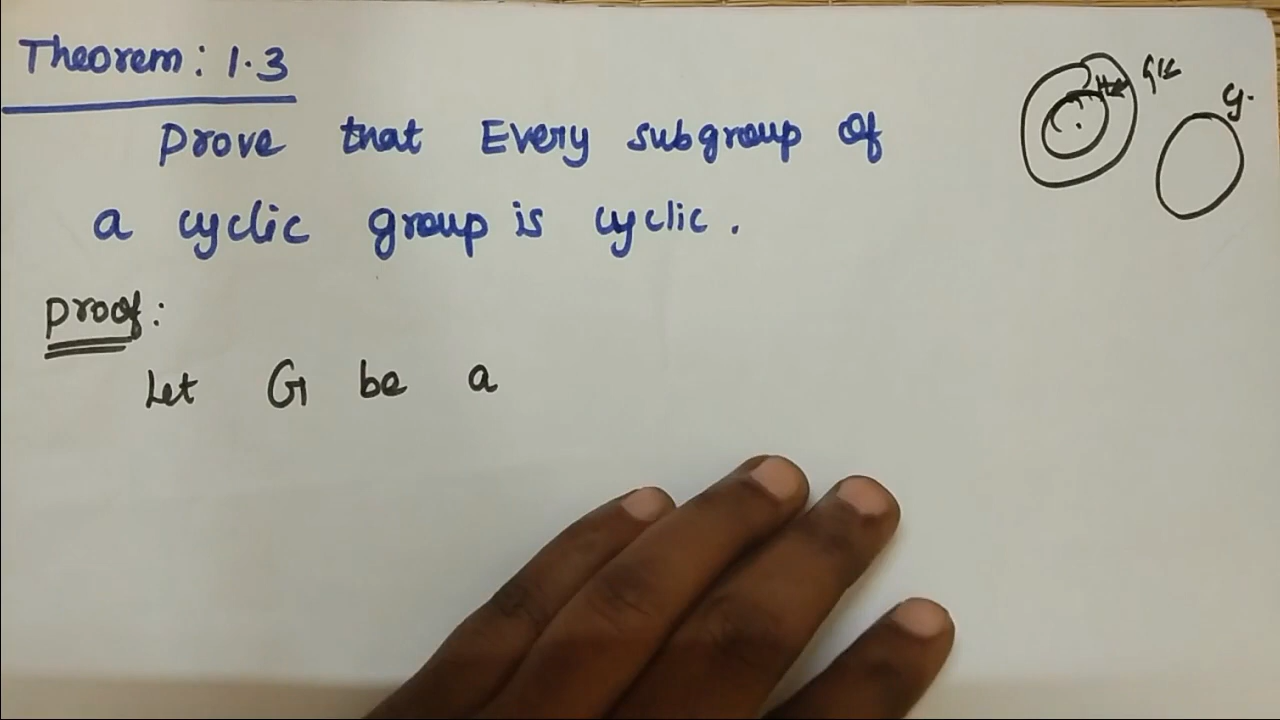 Theorem: 1.3
Prove that Every subgroup of
a cyclic group is cyclic.
Proof:
Let G be a